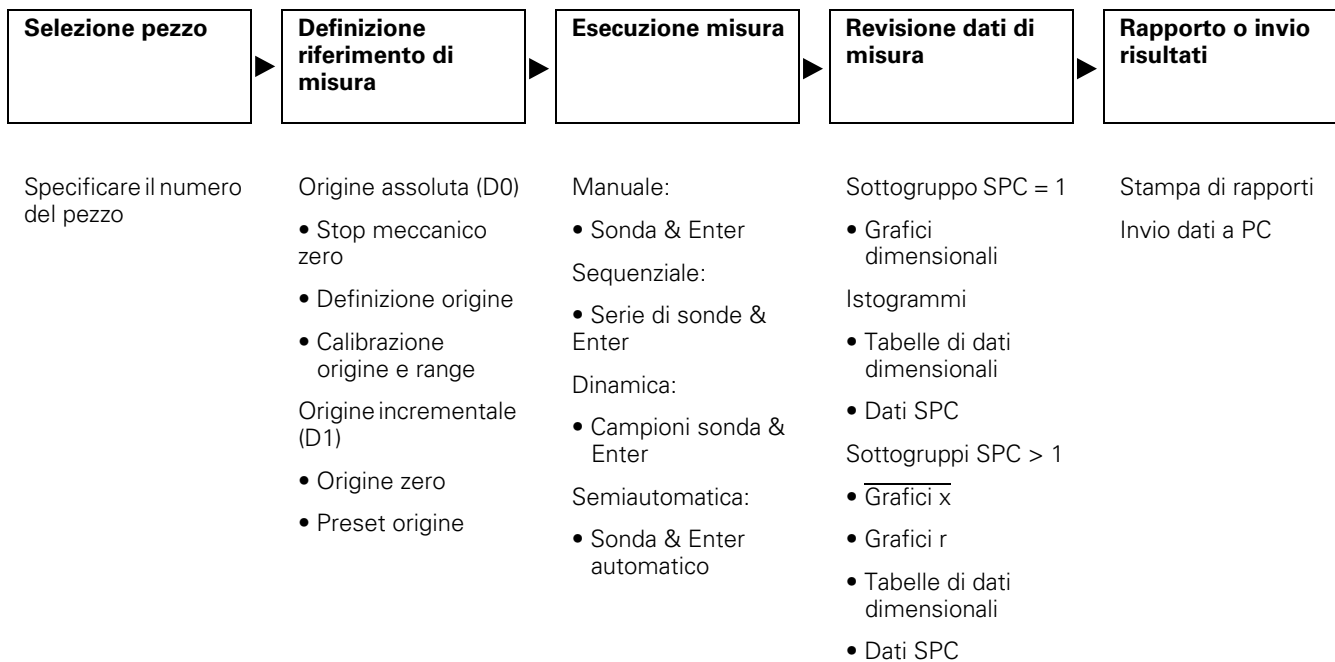 Selezione pezzo
Definizione
riferimento di
misura
Esecuzione misura
Revisione dati di
misura
Rapporto o invio
risultati
Specificare il numero
del pezzo
Origine assoluta (D0)
• Stop meccanico
zero
• Definizione origine
• Calibrazione
origine e range
Origine incrementale
(D1)
• Origine zero
• Preset origine
Manuale:
• Sonda & Enter
Sequenziale:
• Serie di sonde &
Enter
Dinamica:
• Campioni sonda &
Enter
Semiautomatica:
• Sonda & Enter
automatico
Sottogruppo SPC = 1
• Grafici
dimensionali
Istogrammi
• Tabelle di dati
dimensionali
• Dati SPC
Sottogruppi SPC > 1
• Grafici x
• Grafici r
• Tabelle di dati
dimensionali
• Dati SPC
Stampa di rapporti
Invio dati a PC